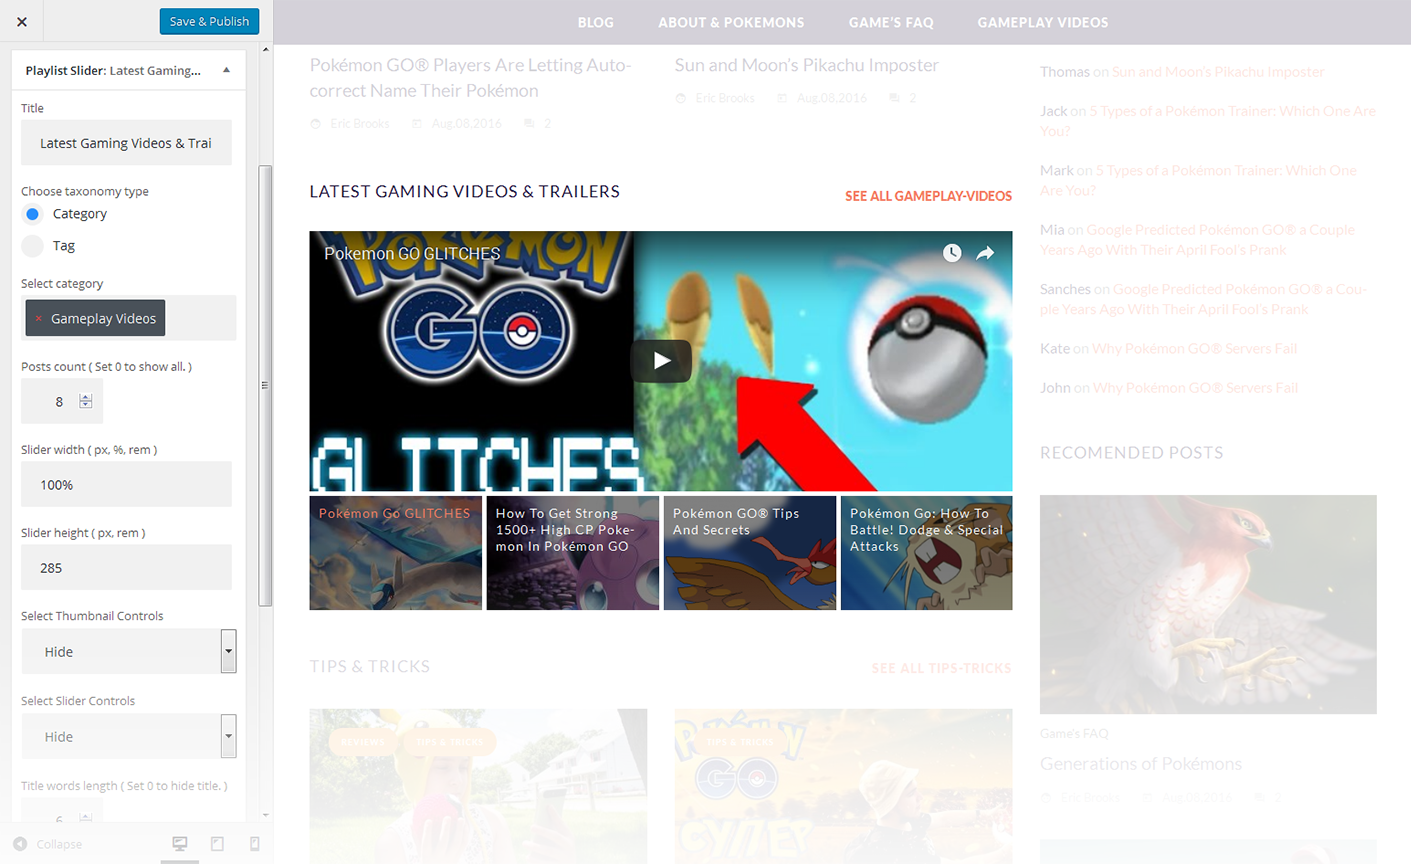 ×
Save & Publish
Playlist Slider: Latest Gaming...
Title
Latest Gaming Videos & Trai
Choose taxonomy type
Category
Tag
Select category
× Gameplay Videos
Posts count ( Set 0 to show all. )
8
Slider width ( px, %, rem )
100%
Slider height ( px, rem )
285
Select Thumbnail Controls
Hide
Select Slider Controls
Hide
Title words length ( Set 0 to hide title. )
6
Collapse
BLOG ABOUT & POKEMONS GAME'S FAQ GAMEPLAY VIDEOS
Pokémon GO® Players Are Letting Auto-
correct Name Their Pokémon
Eric Brooks Aug,08,2016 2
Sun and Moon's Pikachu Imposter
Eric Brooks Aug,08,2016 2
LATEST GAMING VIDEOS & TRAILERS
SEE ALL GAMEPLAY-VIDEOS
Pokemon GO GLITCHES
POKÉMON
GO
GLITCHES
Pokémon Go GLITCHES
How To Get Strong
1500+ High CP Poke-
mon In Pokémon GO
Pokémon GO® Tips
And Secrets
Pokémon Go: How To
Battle! Dodge & Special
Attacks
TIPS & TRICKS
SEE ALL TIPS-TRICKS
REVIEWS TIPS & TRICKS
TIPS & TRICKS
GO
СУПЕР
Thomas on Sun and Moon's Pikachu Imposter
Jack on 5 Types of a Pokémon Trainer: Which One Are
You?
Mark on 5 Types of a Pokémon Trainer: Which One
Are You?
Mia on Google Predicted Pokémon GO® a Couple
Years Ago With Their April Fool's Prank
Sanches on Google Predicted Pokémon GO® a Cou-
ple Years Ago With Their April Fool's Prank
Kate on Why Pokémon GO® Servers Fail
John on Why Pokémon GO® Servers Fail
RECOMENDED POSTS
Game's FAQ
Generations of Pokémons
Eric Brooks Aug,05,2016 2